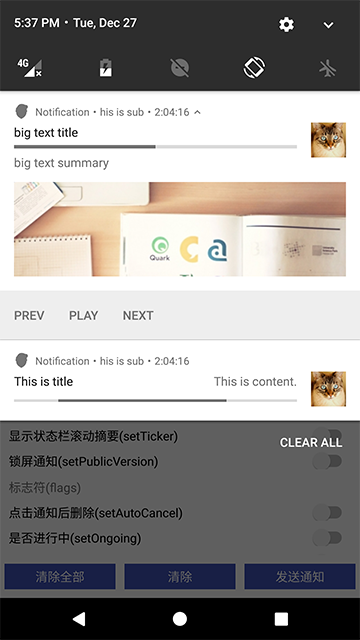 5:37 PM • Tue, Dec 27
4G
Notification • his is sub • 2:04:16
big text title
big text summary
Quark
PREV PLAY NEXT
Notification • his is sub • 2:04:16
This is title This is content.
显示状态栏滚动摘要(setTicker)
CLEAR ALL
锁屏通知(setPublicVersion)
标志符(flags)
点击通知后删除(setAutoCancel)
是否进行中(setOngoing)
清除全部 清除 发送通知